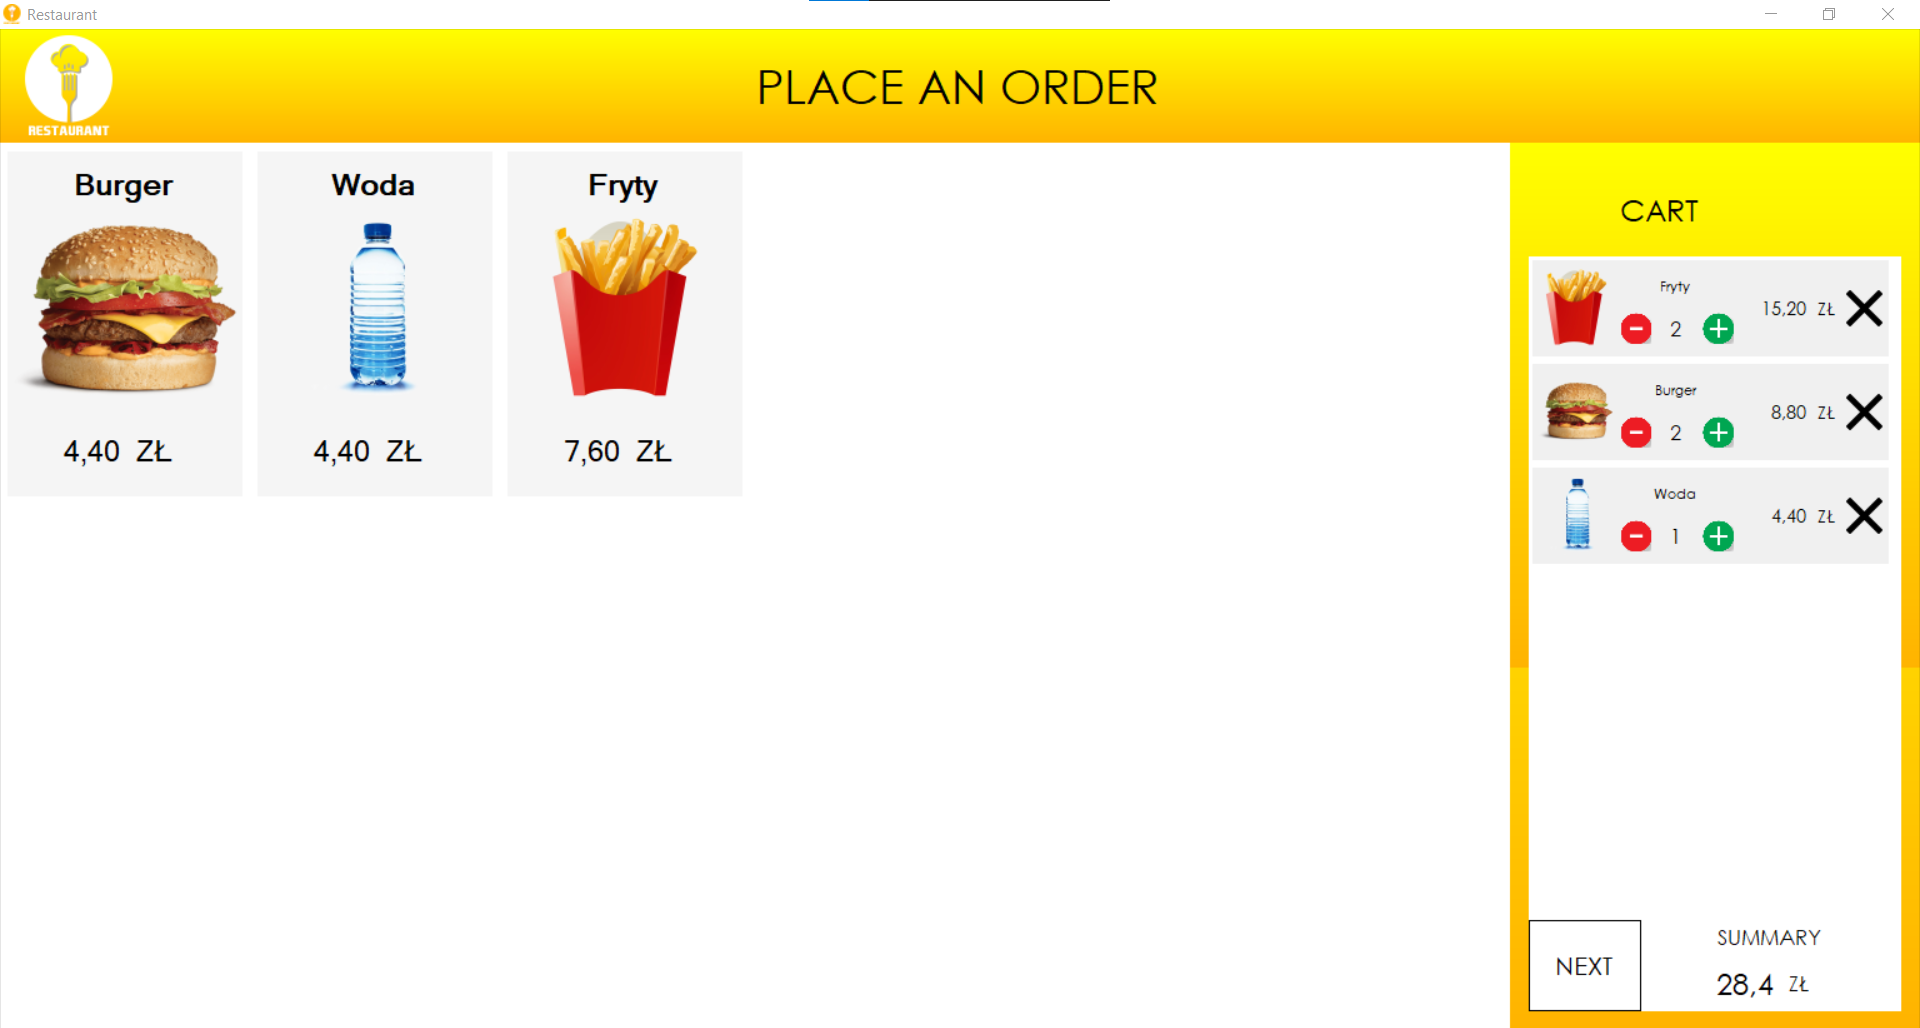 Restaurant
RESTAURANT
PLACE AN ORDER
Burger
4,40 ZŁ
Woda
4,40 ZŁ
Fryty
7,60 ZŁ
CART
Fryty
2
15,20 ZŁ
Burger
2
8,80 ZŁ
Woda
1
4,40 ZŁ
NEXT
SUMMARY
28,4 ZŁ